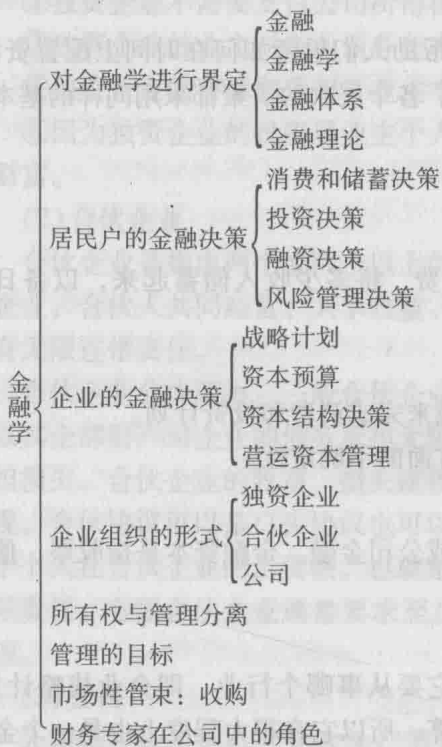 金融学
对金融学进行界定
金融
金融学
金融体系
金融理论
居民户的金融决策
消费和储蓄决策
投资决策
融资决策
风险管理决策
企业的金融决策
战略计划
资本预算
资本结构决策
营运资本管理
企业组织的形式
独资企业
合伙企业
公司
所有权与管理分离
管理的目标
市场性管束：收购
财务专家在公司中的角色